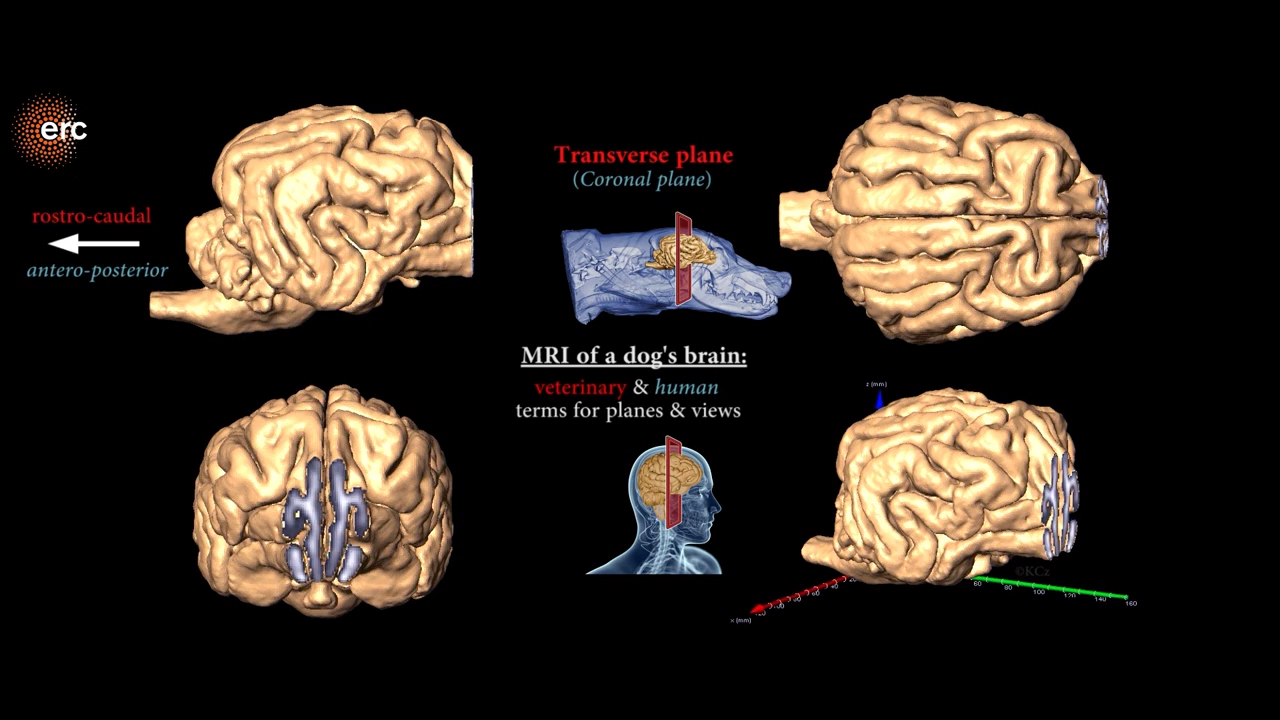 erc
rostro-caudal
antero-posterior
Transverse plane
(Coronal plane)
MRI of a dog's brain:
veterinary & human
terms for planes & views
z (mm)
©KCz
x (mm)
60
80
100
120
140
160